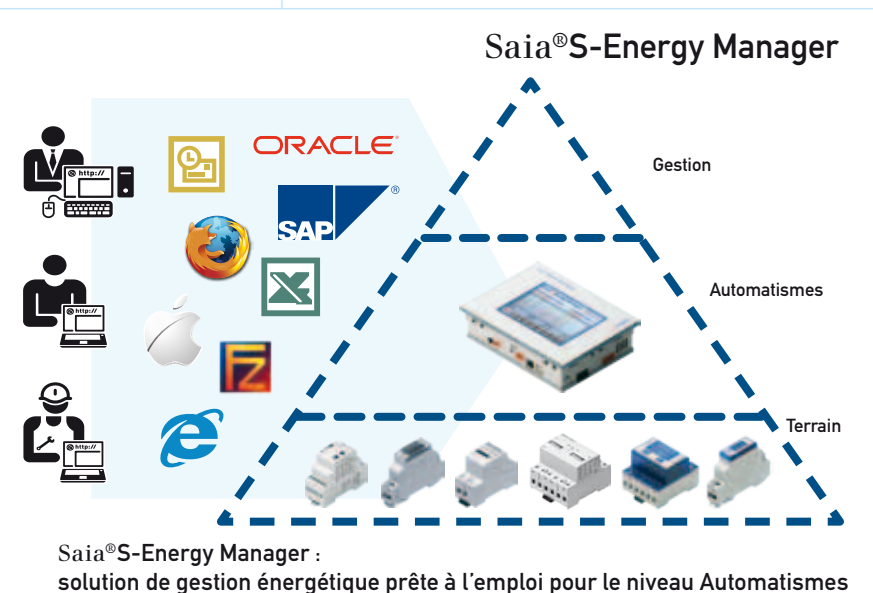 Saia®S-Energy Manager
@ http://
ORACLE®
Gestion
SAP ®
@ http://
Automatismes
FZ
@ http://
Terrain
Saia®S-Energy Manager :
solution de gestion énergétique prête à l'emploi pour le niveau Automatismes